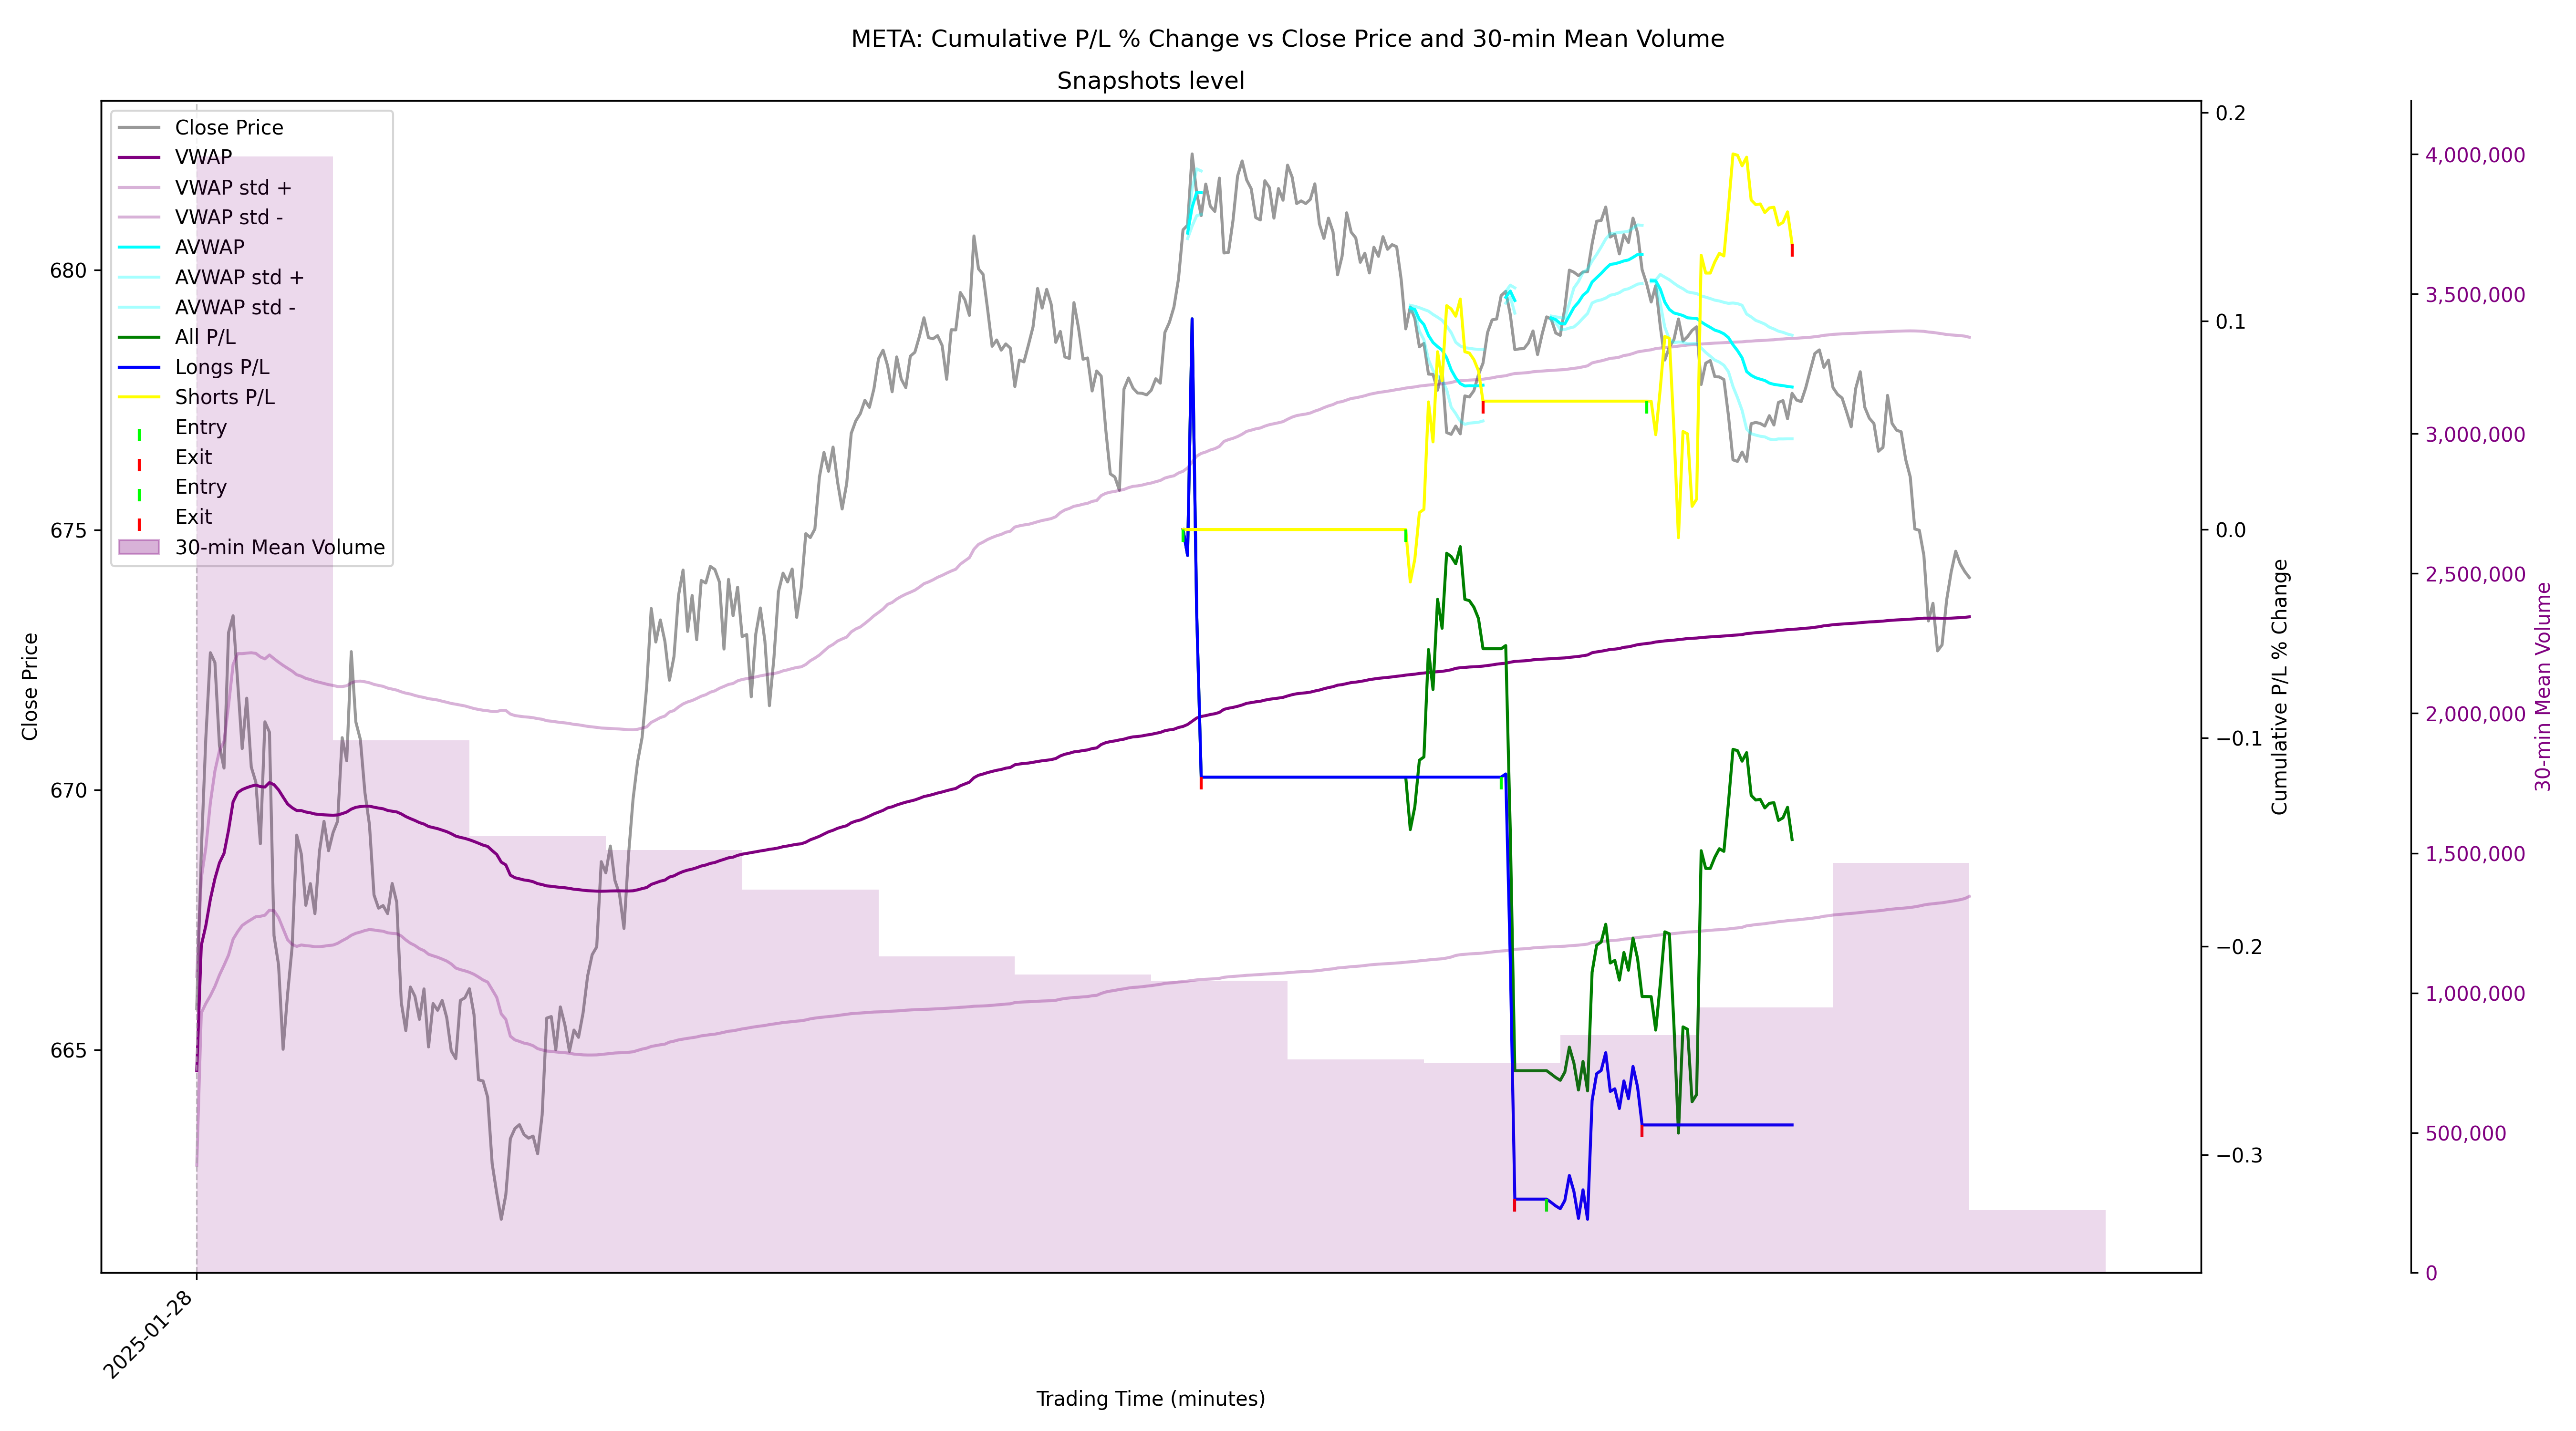 META: Cumulative P/L % Change vs Close Price and 30-min Mean Volume
Snapshots level
Close Price
VWAP
VWAP std +
VWAP std -
AVWAP
AVWAP std +
AVWAP std -
All P/L
Longs P/L
Shorts P/L
Entry
Exit
Entry
Exit
30-min Mean Volume
680
675
670
665
Close Price
0.2
0.1
0.0
−0.1
−0.2
−0.3
Cumulative P/L % Change
4,000,000
3,500,000
3,000,000
2,500,000
2,000,000
1,500,000
1,000,000
500,000
0
30-min Mean Volume
2025-01-28
Trading Time (minutes)